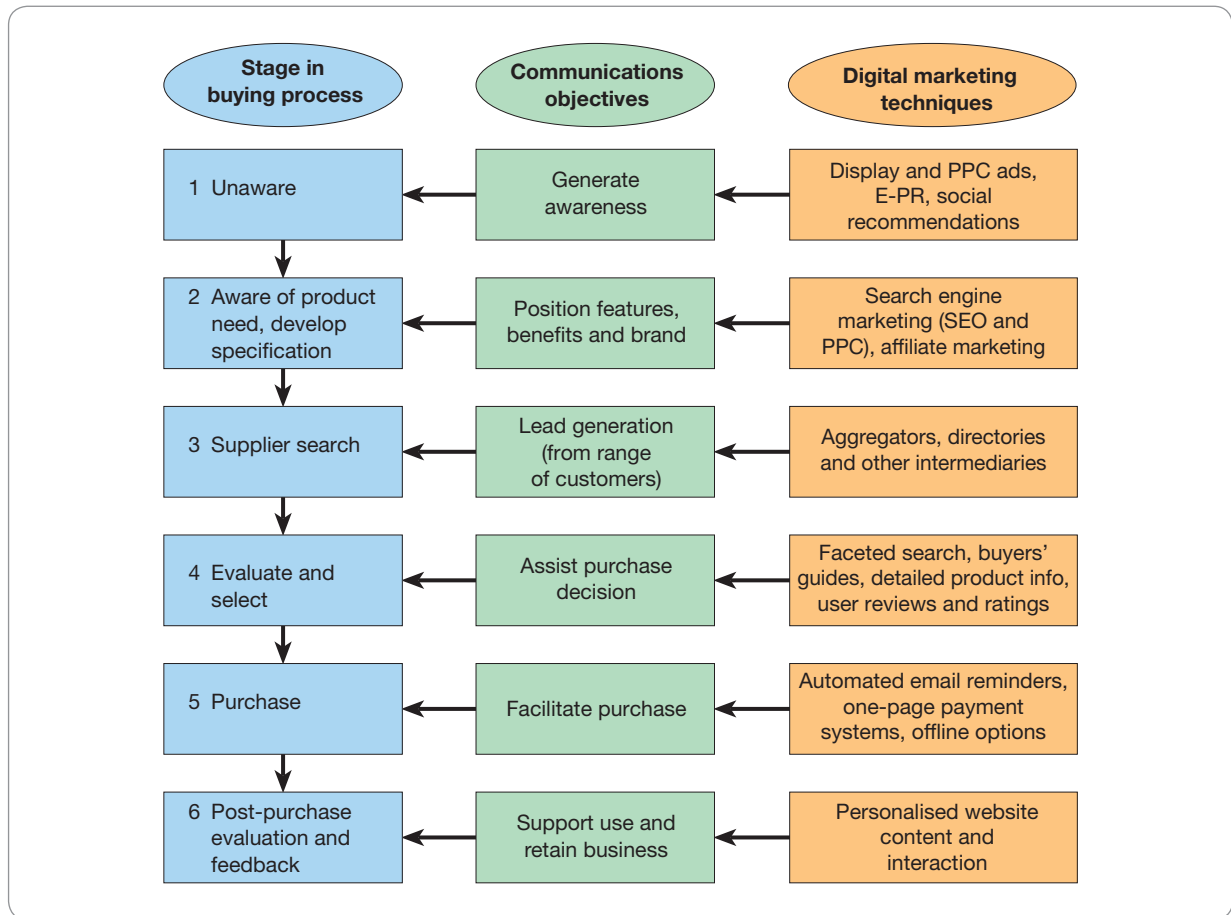 Stage in
buying process
Communications
objectives
Digital marketing
techniques
1 Unaware
Generate
awareness
Display and PPC ads,
E-PR, social
recommendations
2 Aware of product
need, develop
specification
Position features,
benefits and brand
Search engine
marketing (SEO and
PPC), affiliate marketing
3 Supplier search
Lead generation
(from range
of customers)
Aggregators, directories
and other intermediaries
4 Evaluate and
select
Assist purchase
decision
Faceted search, buyers’
guides, detailed product info,
user reviews and ratings
5 Purchase
Facilitate purchase
Automated email reminders,
one-page payment
systems, offline options
6 Post-purchase
evaluation and
feedback
Support use and
retain business
Personalised website
content and
interaction